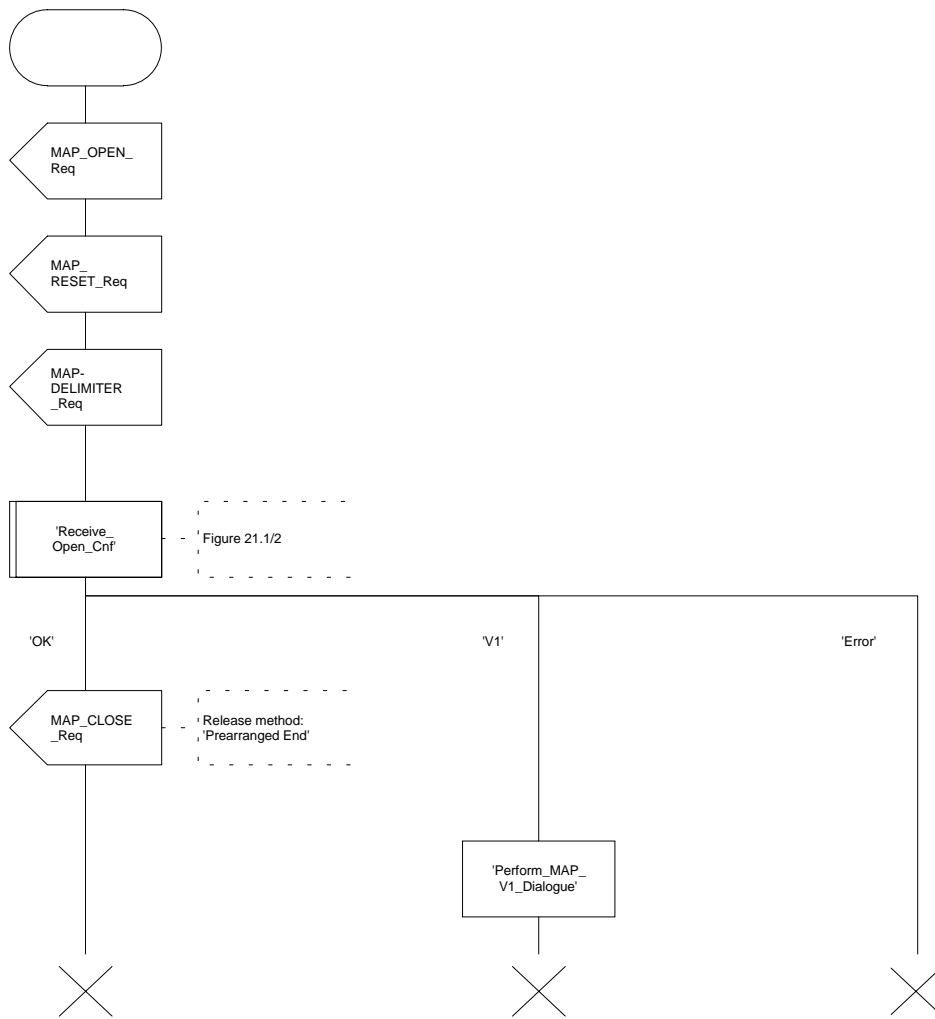 MAP_OPEN_
Req
MAP_
RESET_Req
MAP-
DELIMITER
_Req
'Receive_
Open_Cnf'
Figure 21.1/2
'OK'
'V1'
'Error'
MAP_CLOSE
_Req
Release method:
'Prearranged End'
'Perform_MAP_
V1_Dialogue'